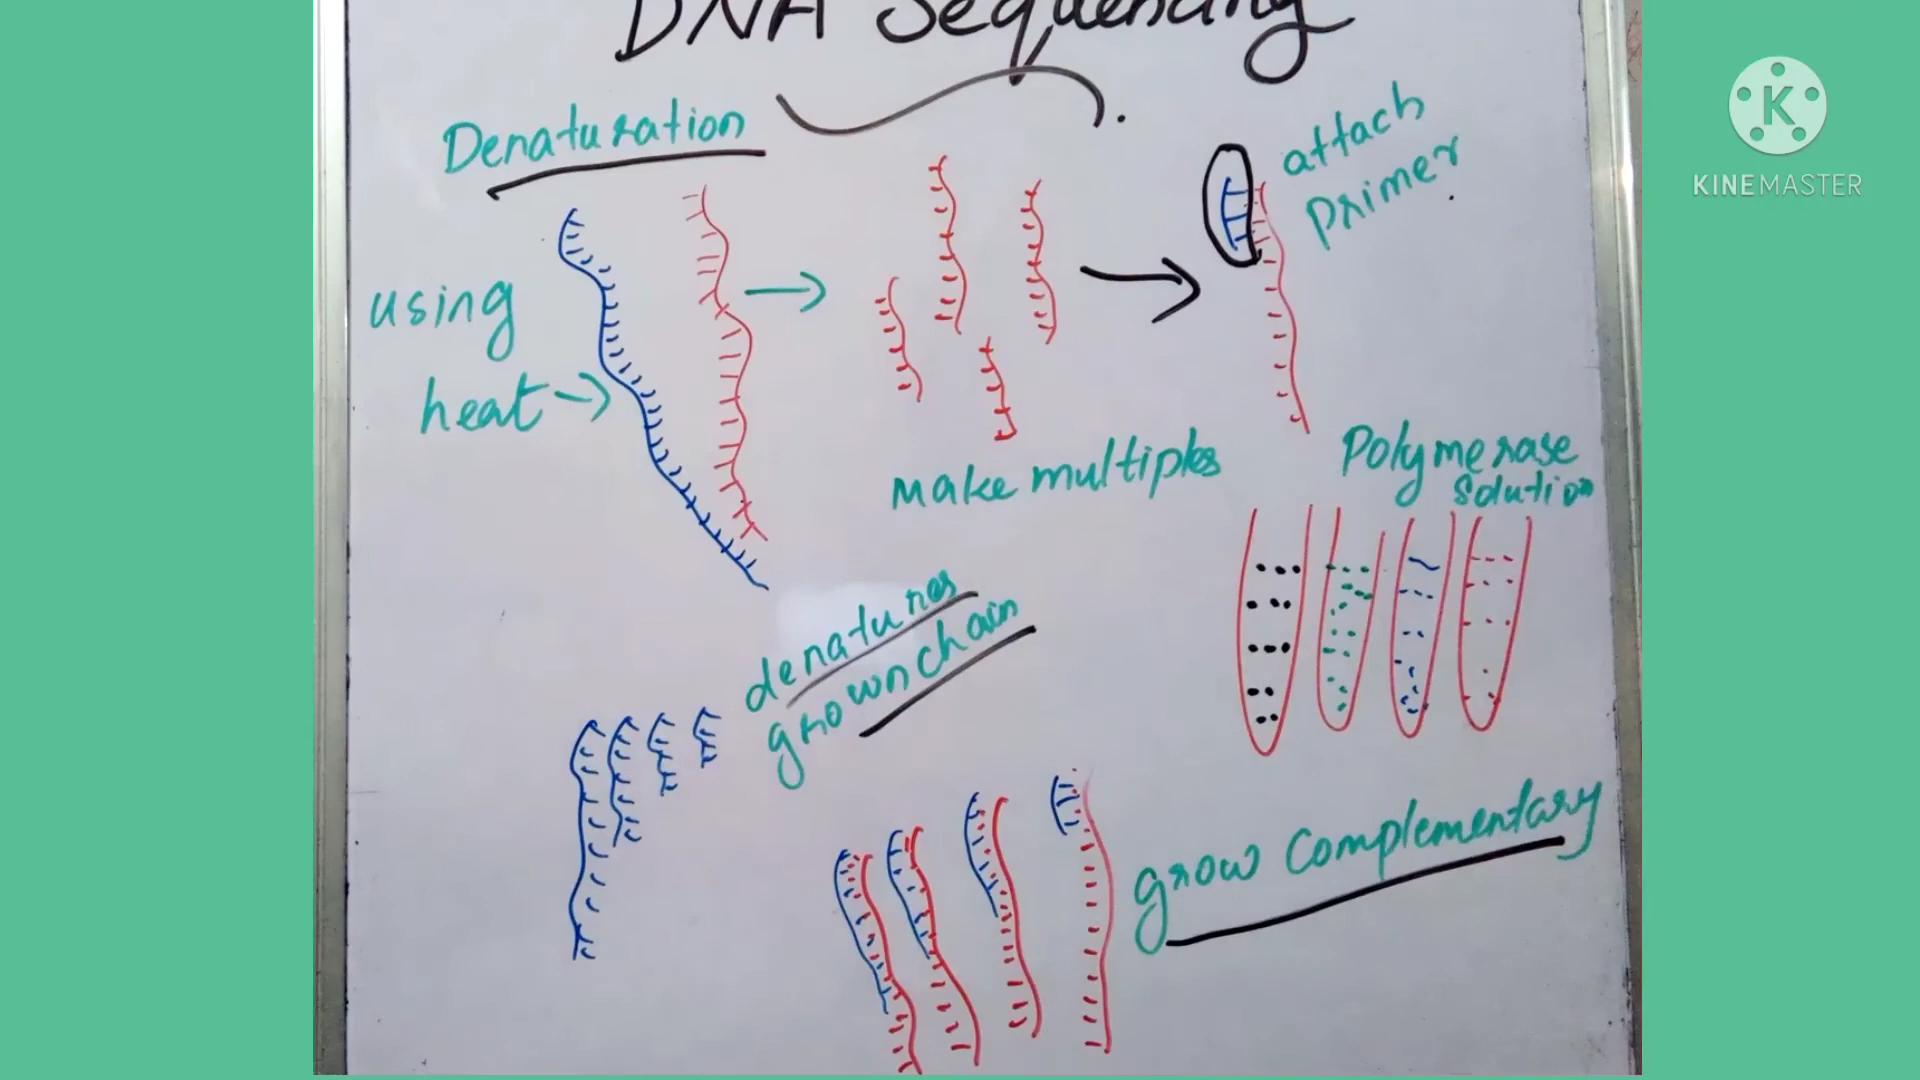 DNA Sequencing
Denaturation
using
heat
Make multiples
attach
Primer
Polymerase
Solution
grow Complementary
denatures
grown chain
KINEMASTER